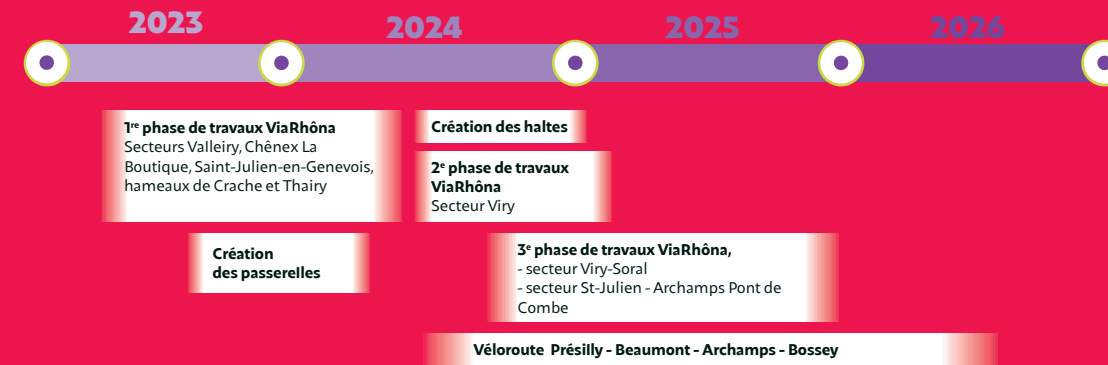 2023
2024
2025
2026
1re phase de travaux ViaRhôna
Secteurs Valleiry, Chênex La
Boutique, Saint-Julien-en-Genevois,
hameaux de Crache et Thairy
Création des haltes
2e phase de travaux
ViaRhôna
Secteur Viry
Création
des passerelles
3e phase de travaux ViaRhôna,
- secteur Viry-Soral
- secteur St-Julien - Archamps Pont de
Combe
Véloroute Présilly - Beaumont - Archamps - Bossey